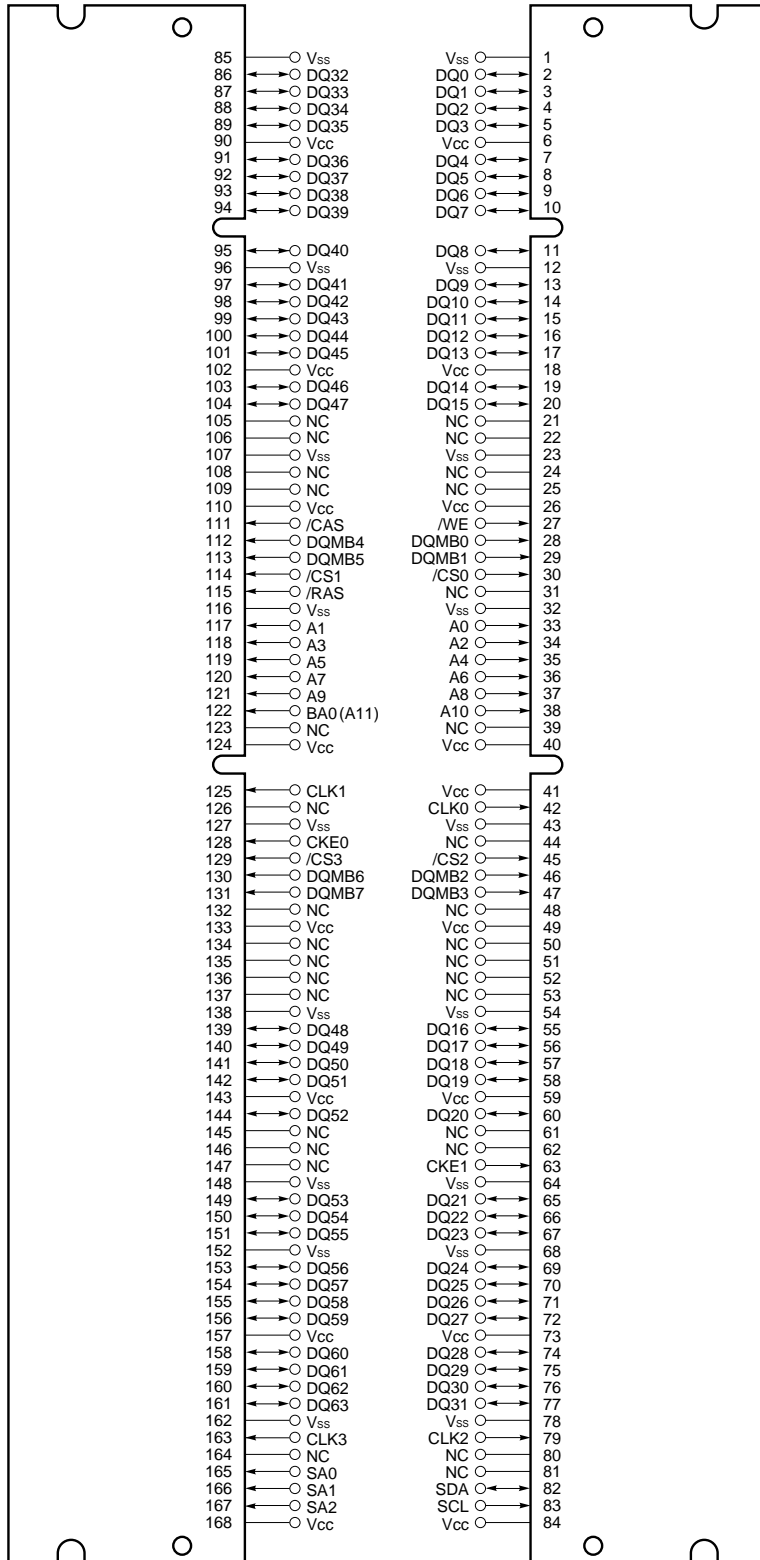 85 Vss Vss 1
86 DQ32 DQ0 2
87 DQ33 DQ1 3
88 DQ34 DQ2 4
89 DQ35 DQ3 5
90 Vcc Vcc 6
91 DQ36 DQ4 7
92 DQ37 DQ5 8
93 DQ38 DQ6 9
94 DQ39 DQ7 10
95 DQ40 DQ8 11
96 Vss Vss 12
97 DQ41 DQ9 13
98 DQ42 DQ10 14
99 DQ43 DQ11 15
100 DQ44 DQ12 16
101 DQ45 DQ13 17
102 Vcc Vcc 18
103 DQ46 DQ14 19
104 DQ47 DQ15 20
105 NC NC 21
106 NC NC 22
107 Vss Vss 23
108 NC NC 24
109 NC NC 25
110 Vcc Vcc 26
111 /CAS /WE 27
112 DQMB4 DQMB0 28
113 DQMB5 DQMB1 29
114 /CS1 /CS0 30
115 /RAS NC 31
116 Vss Vss 32
117 A1 A0 33
118 A3 A2 34
119 A5 A4 35
120 A7 A6 36
121 A9 A8 37
122 BA0 (A11) A10 38
123 NC NC 39
124 Vcc Vcc 40
125 CLK1 Vcc 41
126 NC CLK0 42
127 Vss Vss 43
128 CKE0 NC 44
129 /CS3 /CS2 45
130 DQMB6 DQMB2 46
131 DQMB7 DQMB3 47
132 NC NC 48
133 Vcc Vcc 49
134 NC NC 50
135 NC NC 51
136 NC NC 52
137 NC NC 53
138 Vss Vss 54
139 DQ48 DQ16 55
140 DQ49 DQ17 56
141 DQ50 DQ18 57
142 DQ51 DQ19 58
143 Vcc Vcc 59
144 DQ52 DQ20 60
145 NC NC 61
146 NC NC 62
147 NC CKE1 63
148 Vss Vss 64
149 DQ53 DQ21 65
150 DQ54 DQ22 66
151 DQ55 DQ23 67
152 Vss Vss 68
153 DQ56 DQ24 69
154 DQ57 DQ25 70
155 DQ58 DQ26 71
156 DQ59 DQ27 72
157 Vcc Vcc 73
158 DQ60 DQ28 74
159 DQ61 DQ29 75
160 DQ62 DQ30 76
161 DQ63 DQ31 77
162 Vss Vss 78
163 CLK3 CLK2 79
164 NC NC 80
165 SA0 NC 81
166 SA1 SDA 82
167 SA2 SCL 83
168 Vcc Vcc 84